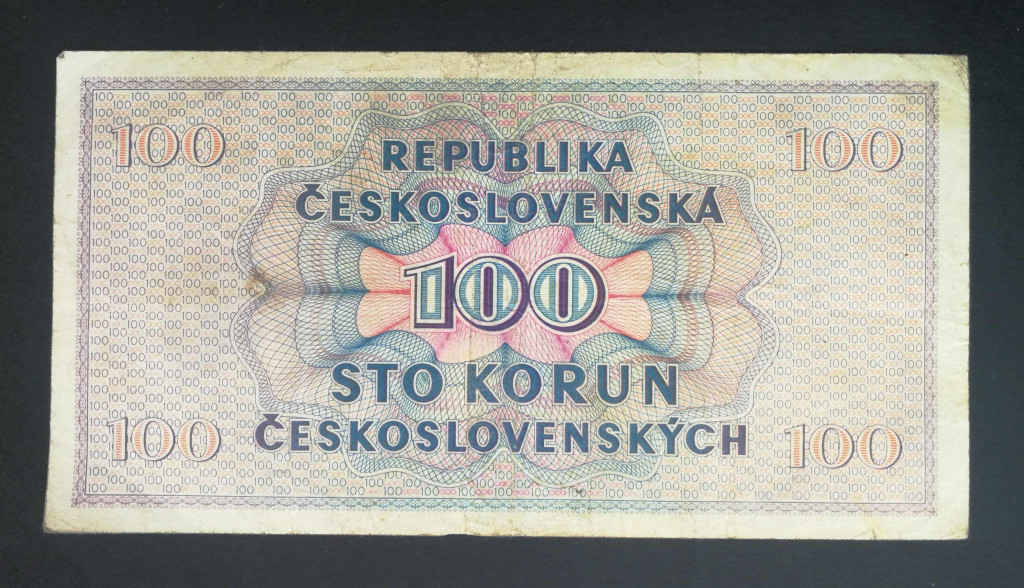 100 100
REPUBLIKA
ČESKOSLOVENSKÁ
100
STO KORUN
ČESKOSLOVENSKÝCH
100 100